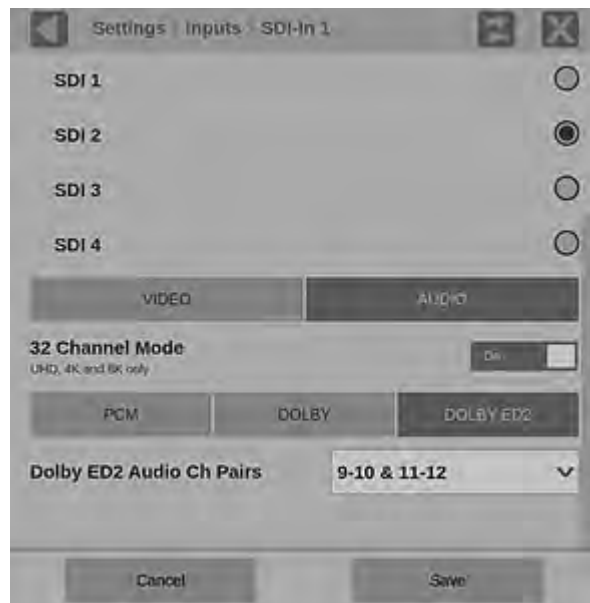 Settings Inputs SDI-In 1
SDI 1
SDI 2
SDI 3
SDI 4
VIDEO AUDIO
32 Channel Mode
UHD, 4K and 8K only On
PCM DOLBY DOLBY ED2
Dolby ED2 Audio Ch Pairs 9-10 & 11-12
Cancel Save